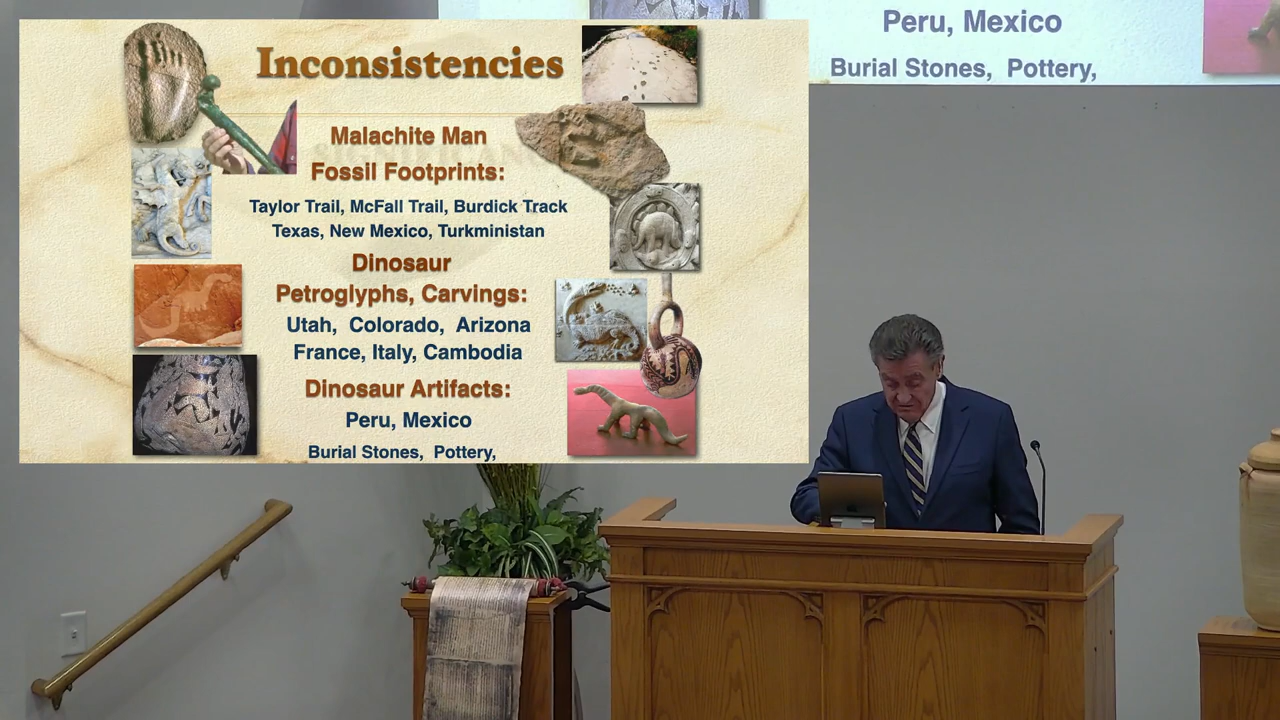 Inconsistencies
Malachite Man
Fossil Footprints:
Taylor Trail, McFall Trail, Burdick Track
Texas, New Mexico, Turkministan
Dinosaur
Petroglyphs, Carvings:
Utah, Colorado, Arizona
France, Italy, Cambodia
Dinosaur Artifacts:
Peru, Mexico
Burial Stones, Pottery,
Peru, Mexico
Burial Stones, Pottery,